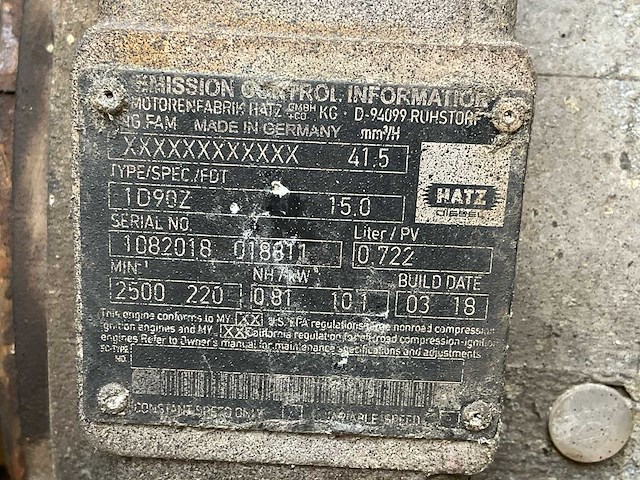 EMISSION CONTROL INFORMATION
MOTORENFABRIK HATZ GMBH +CO KG · D-94099 RUHSTORF
NG.FAM MADE IN GERMANY mm³/H
XXXXXXXXXXXX 41.5
TYPE/SPEC./FDT
1D90Z 15.0
HATZ
DIESEL
SERIAL NO. Liter / PV
1082018 018811 0.722
MIN-¹ NH / kW BUILD DATE
2500 220 0.81 10.1 03 18
This engine conforms to MY XX U.S. EPA regulations large nonroad compression
ignition engines and MY XX California regulation for off-road compression-ignition
engines Refer to Owner's manual for maintenance specifications and adjustments
EC-TYPE
NO.
CONSTANT SPEED ONLY VARIABLE SPEED